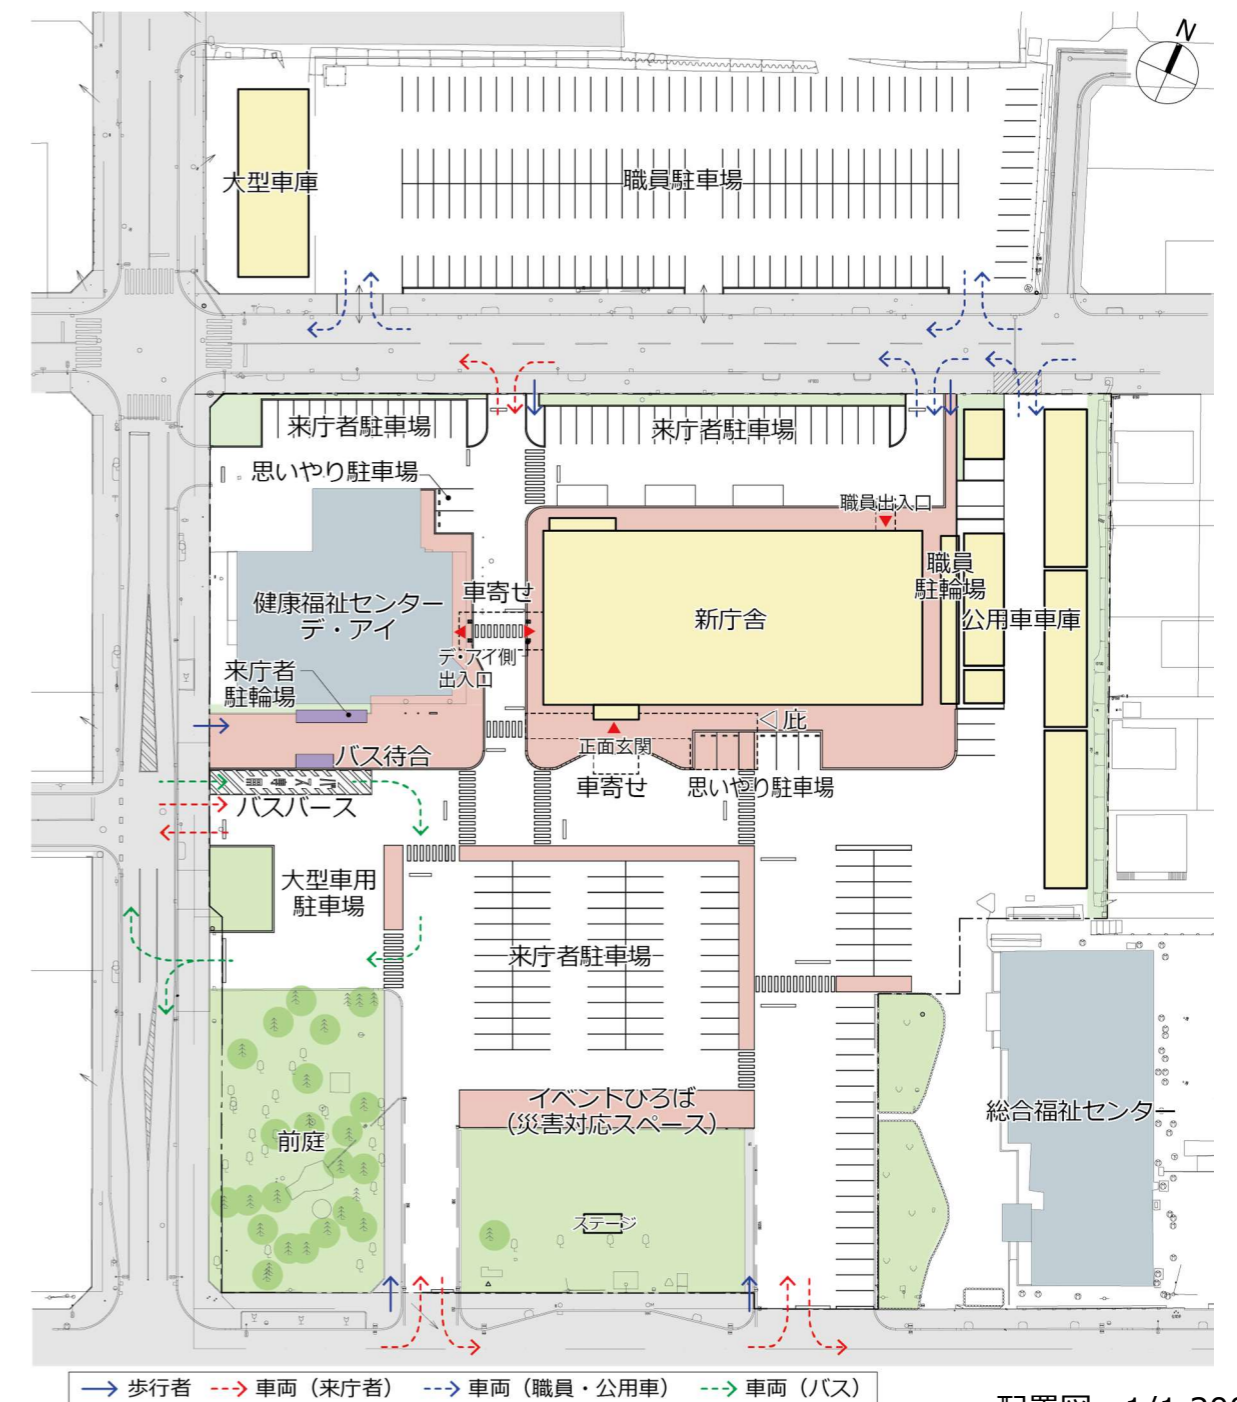 N
大型車庫
職員駐車場
来庁者駐車場
来庁者駐車場
思いやり駐車場
職員出入口
職員
駐輪場
車寄せ
健康福祉センター
デ・アイ
新庁舎
公用車車庫
デ・アイ側
出入口
来庁者
駐輪場
◁庇
正面玄関
バス待合
車寄せ
思いやり駐車場
バスバース
大型車用
駐車場
来庁者駐車場
イベントひろば
（災害対応スペース）
総合福祉センター
前庭
ステージ
歩行者
車両（来庁者）
車両（職員・公用車）
車両（バス）